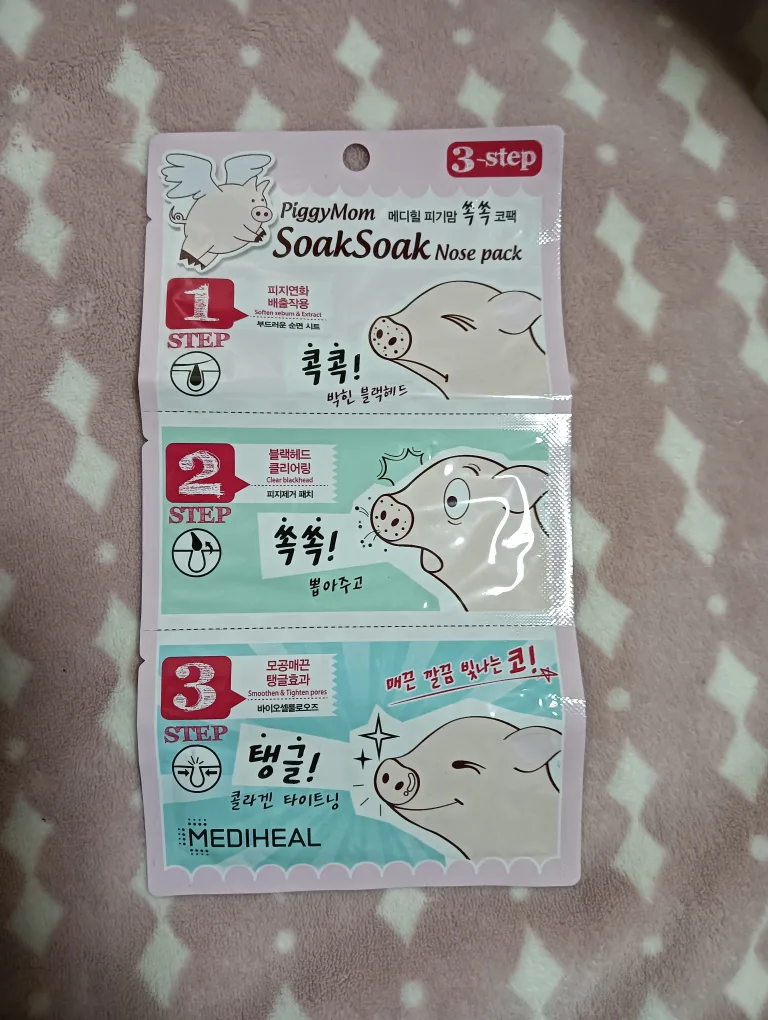 3-step
PiggyMom 메디힐 피기맘 쏙쏙 코팩
SoakSoak Nose pack
1
STEP
피지연화
배출작용
Soften sebum & Extract
부드러운 순면 시트
콕콕!
박힌 블랙헤드
2
STEP
블랙헤드
클리어링
Clear blackhead
피지제거 패치
쏙쏙!
뽑아주고
3
STEP
모공매끈
탱글효과
Smoothen & Tighten pores
바이오셀룰로오즈
매끈 깔끔 빛나는 코!
탱글!
콜라겐 타이트닝
MEDIHEAL